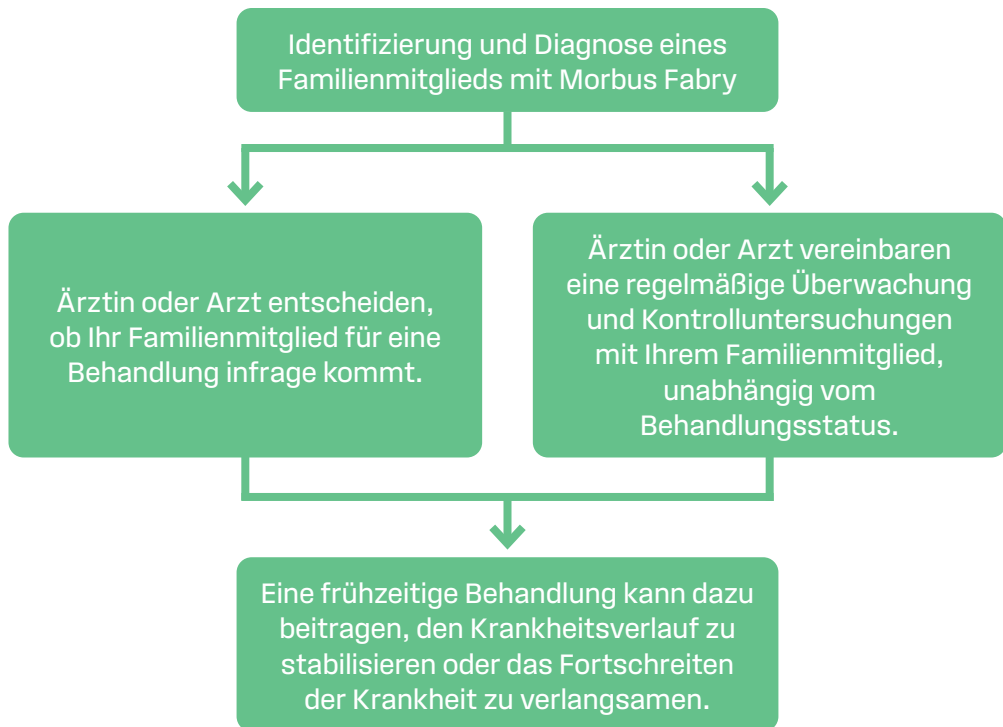 Identifizierung und Diagnose eines
Familienmitglieds mit Morbus Fabry
Ärztin oder Arzt entscheiden,
ob Ihr Familienmitglied für eine
Behandlung infrage kommt.
Ärztin oder Arzt vereinbaren
eine regelmäßige Überwachung
und Kontrolluntersuchungen
mit Ihrem Familienmitglied,
unabhängig vom
Behandlungsstatus.
Eine frühzeitige Behandlung kann dazu
beitragen, den Krankheitsverlauf zu
stabilisieren oder das Fortschreiten
der Krankheit zu verlangsamen.